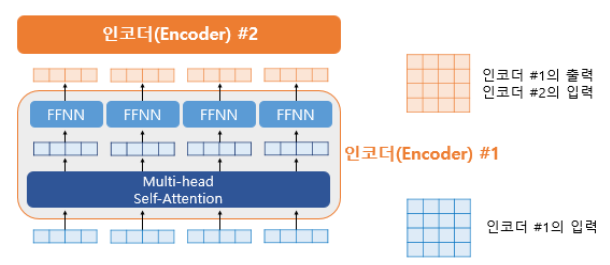 인코더(Encoder) #2
FFNN FFNN FFNN FFNN
Multi-head
Self-Attention
인코더(Encoder) #1
인코더 #1의 출력
인코더 #2의 입력
인코더 #1의 입력